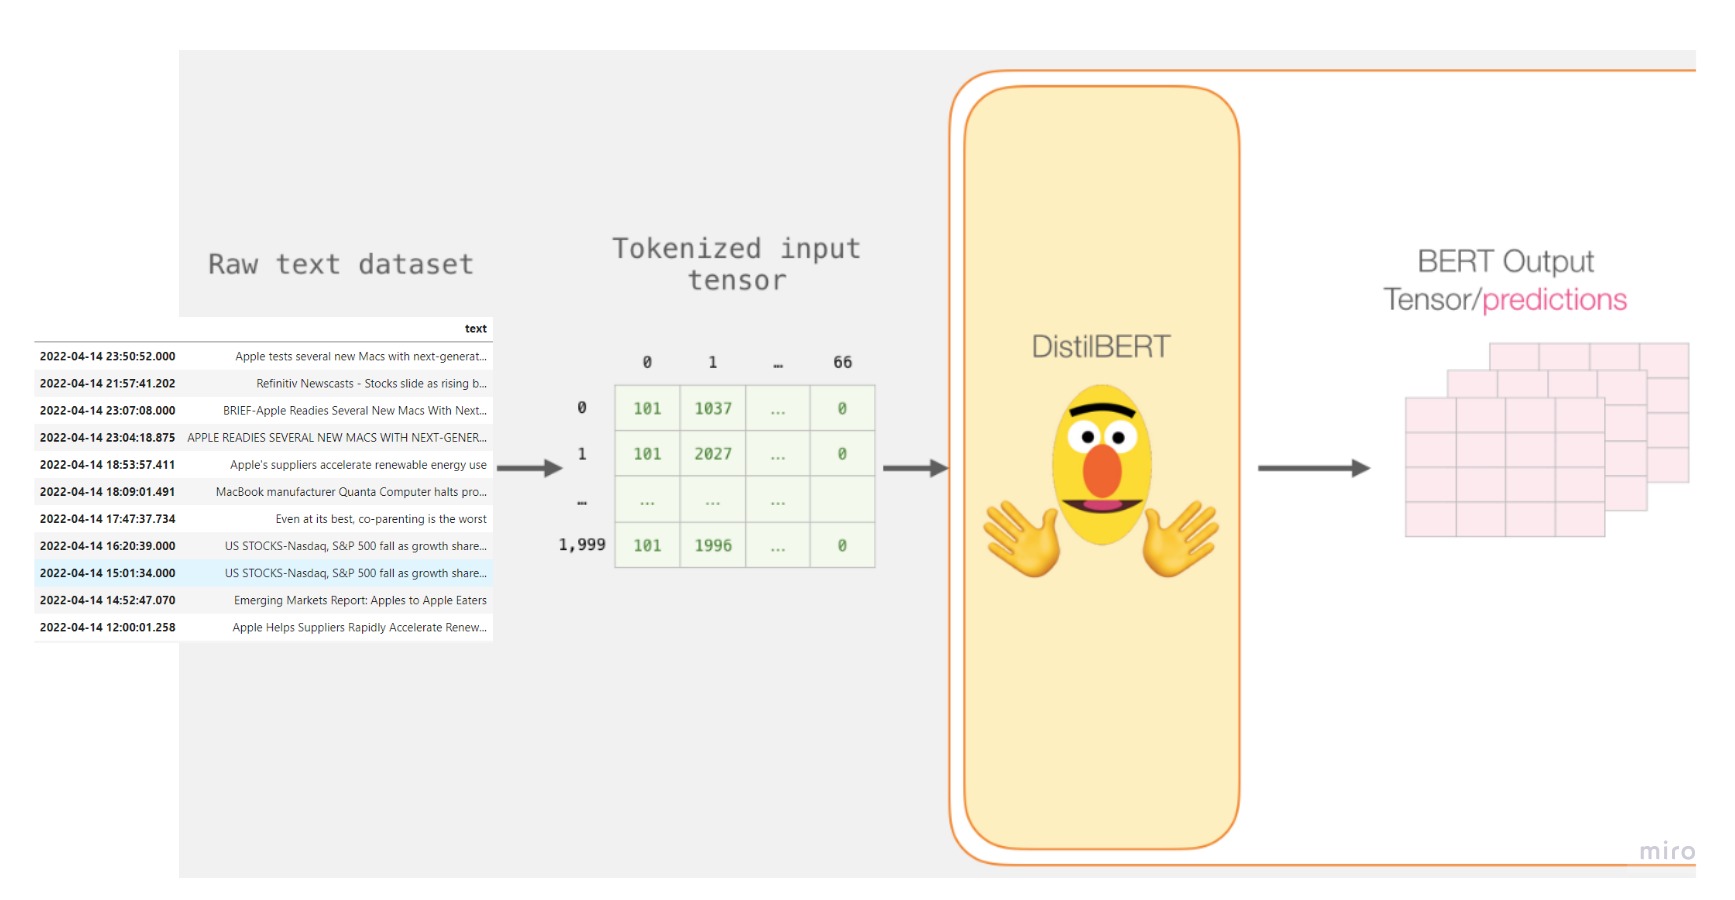 Raw text dataset
text
2022-04-14 23:50:52.000 Apple tests several new Macs with next-generat...
2022-04-14 21:57:41.202 Refinitiv Newscasts - Stocks slide as rising b...
2022-04-14 23:07:08.000 BRIEF-Apple Readies Several New Macs With Next...
2022-04-14 23:04:18.875 APPLE READIES SEVERAL NEW MACS WITH NEXT-GENER...
2022-04-14 18:53:57.411 Apple's suppliers accelerate renewable energy use
2022-04-14 18:09:01.491 MacBook manufacturer Quanta Computer halts pro...
2022-04-14 17:47:37.734 Even at its best, co-parenting is the worst
2022-04-14 16:20:39.000 US STOCKS-Nasdaq, S&P 500 fall as growth share...
2022-04-14 15:01:34.000 US STOCKS-Nasdaq, S&P 500 fall as growth share...
2022-04-14 14:52:47.070 Emerging Markets Report: Apples to Apple Eaters
2022-04-14 12:00:01.258 Apple Helps Suppliers Rapidly Accelerate Renew...
Tokenized input
tensor
0 1 … 66
0 101 1037 ... 0
1 101 2027 ... 0
… ... ... ...
1,999 101 1996 ... 0
DistilBERT
BERT Output
Tensor/predictions
miro